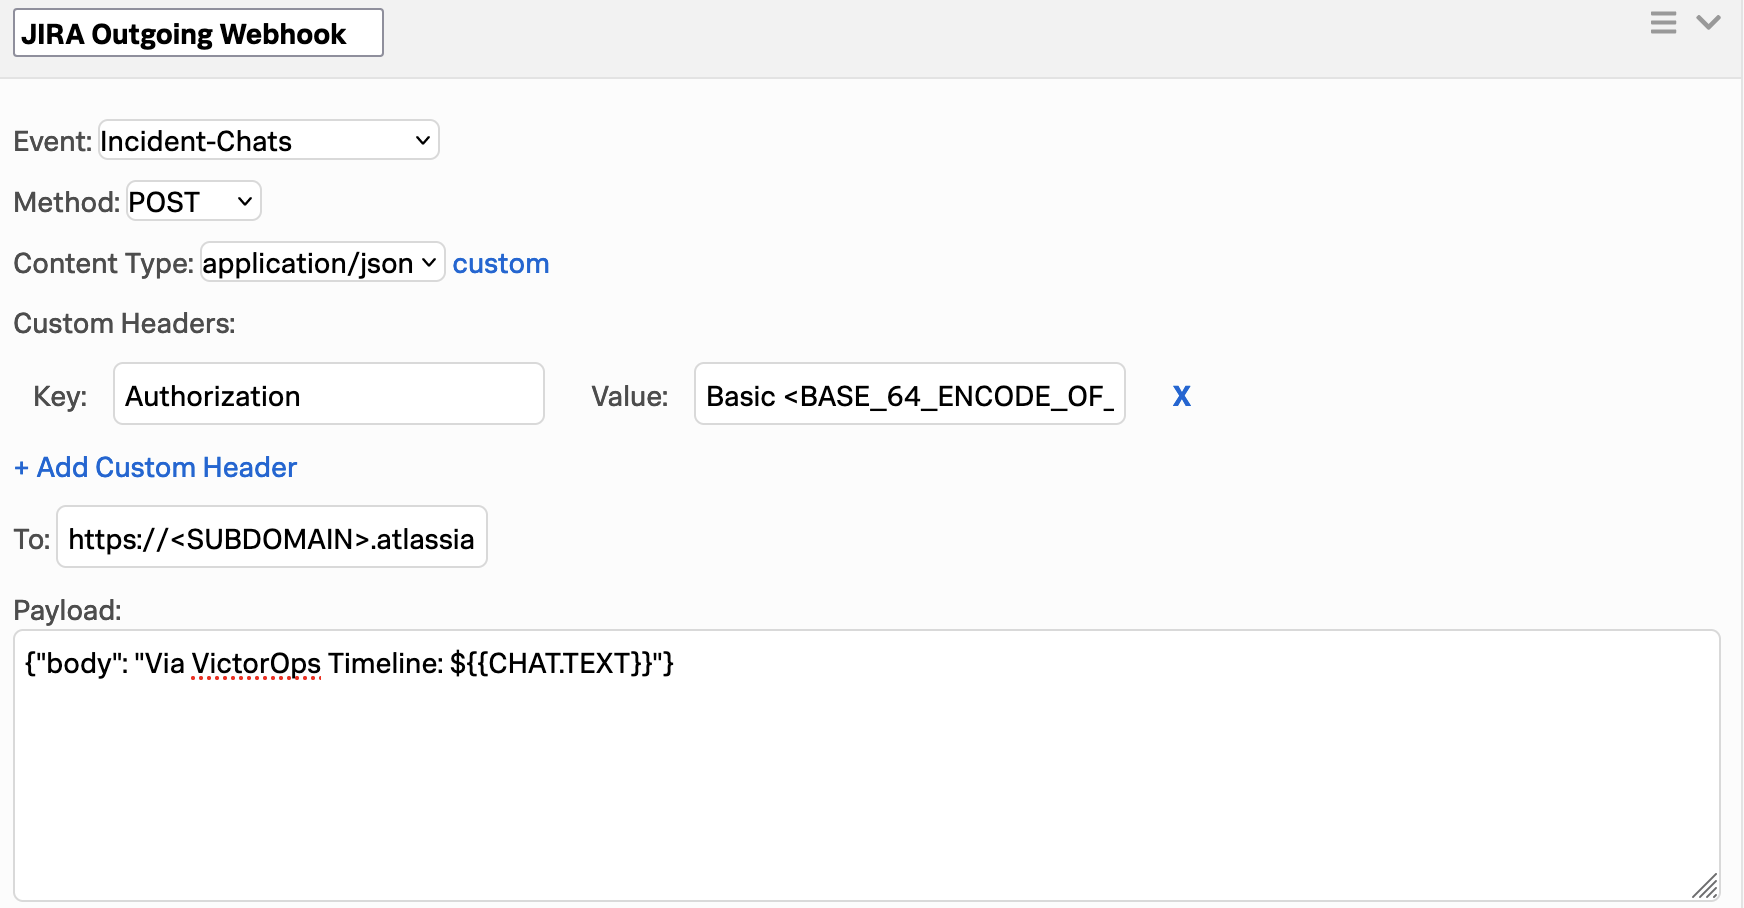 JIRA Outgoing Webhook
Event: Incident-Chats
Method: POST
Content Type: application/json custom
Custom Headers:
Key: Authorization Value: Basic <BASE_64_ENCODE_OF_ X
+ Add Custom Header
To: https://<SUBDOMAIN>.atlassia
Payload:
{"body": "Via VictorOps Timeline: ${{CHAT.TEXT}}"}